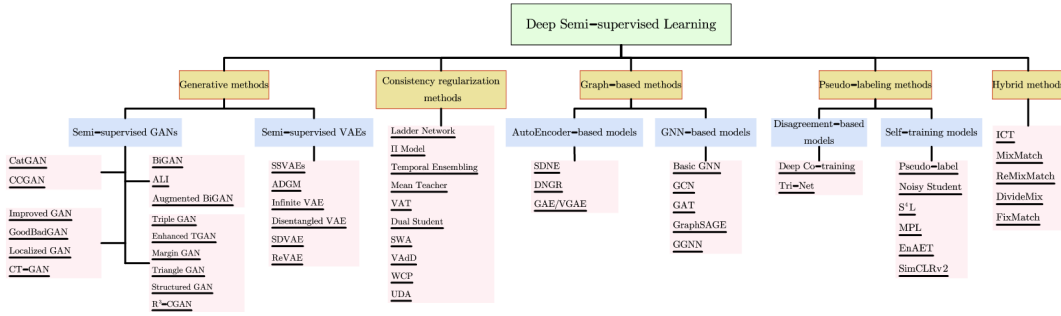 Deep Semi-supervised Learning
Generative methods
Consistency regularization
methods
Graph-based methods
Pseudo-labeling methods
Hybrid methods
Semi-supervised GANs
Semi-supervised VAEs
AutoEncoder-based models
GNN-based models
Disagreement-based
models
Self-training models
CatGAN
CCGAN
BiGAN
ALI
Augmented BiGAN
Improved GAN
GoodBadGAN
Localized GAN
CT-GAN
Triple GAN
Enhanced TGAN
Margin GAN
Triangle GAN
Structured GAN
R³-CGAN
SSVAEs
ADGM
Infinite VAE
Disentangled VAE
SDVAE
ReVAE
Ladder Network
Π Model
Temporal Ensembling
Mean Teacher
VAT
Dual Student
SWA
VAdD
WCP
UDA
SDNE
DNGR
GAE/VGAE
Basic GNN
GCN
GAT
GraphSAGE
GGNN
Deep Co-training
Tri-Net
Pseudo-label
Noisy Student
S⁴L
MPL
EnAET
SimCLRv2
ICT
MixMatch
ReMixMatch
DivideMix
FixMatch